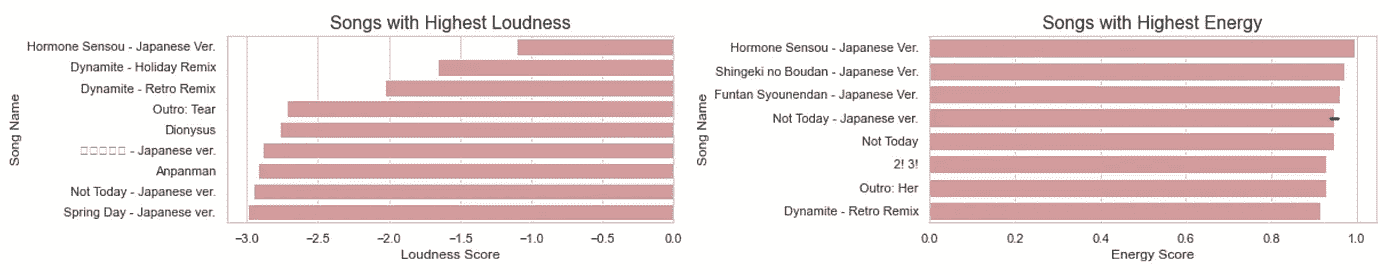 Songs with Highest Loudness
Song Name
Hormone Sensou - Japanese Ver.
Dynamite - Holiday Remix
Dynamite - Retro Remix
Outro: Tear
Dionysus
□□□□□ - Japanese ver.
Anpanman
Not Today - Japanese ver.
Spring Day - Japanese ver.
−3.0 −2.5 −2.0 −1.5 −1.0 −0.5 0.0
Loudness Score
Songs with Highest Energy
Song Name
Hormone Sensou - Japanese Ver.
Shingeki no Boudan - Japanese Ver.
Funtan Syounendan - Japanese Ver.
Not Today - Japanese ver.
Not Today
2! 3!
Outro: Her
Dynamite - Retro Remix
0.0 0.2 0.4 0.6 0.8 1.0
Energy Score